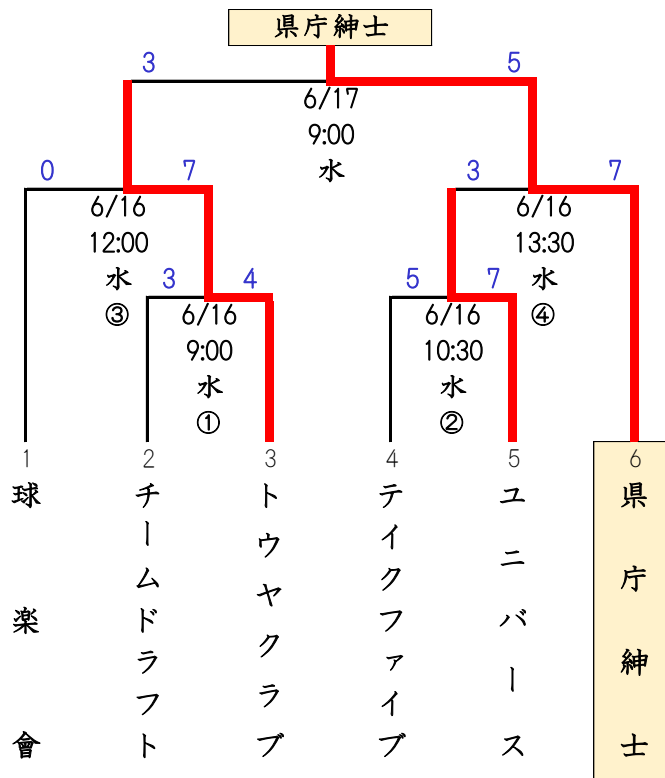 県庁紳士
3 5
6/17
9:00
水
0 7 3 7
6/16 6/16
12:00 13:30
水 水
③ ④
3 4 5 7
6/16 6/16
9:00 10:30
水 水
① ②
1 2 3 4 5 6
球楽會
チームドラフト
トウヤクラブ
テイクファイブ
ユニバース
県庁紳士